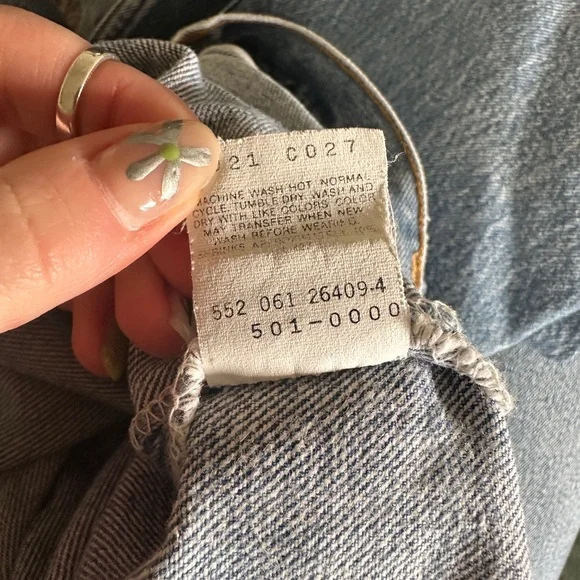 21 C027
MACHINE WASH HOT, NORMAL
CYCLE, TUMBLE DRY, WASH AND
DRY WITH LIKE COLORS. COLOR
MAY TRANSFER WHEN NEW.
WASH BEFORE WEARING.
552 061 26409-4
501-0000